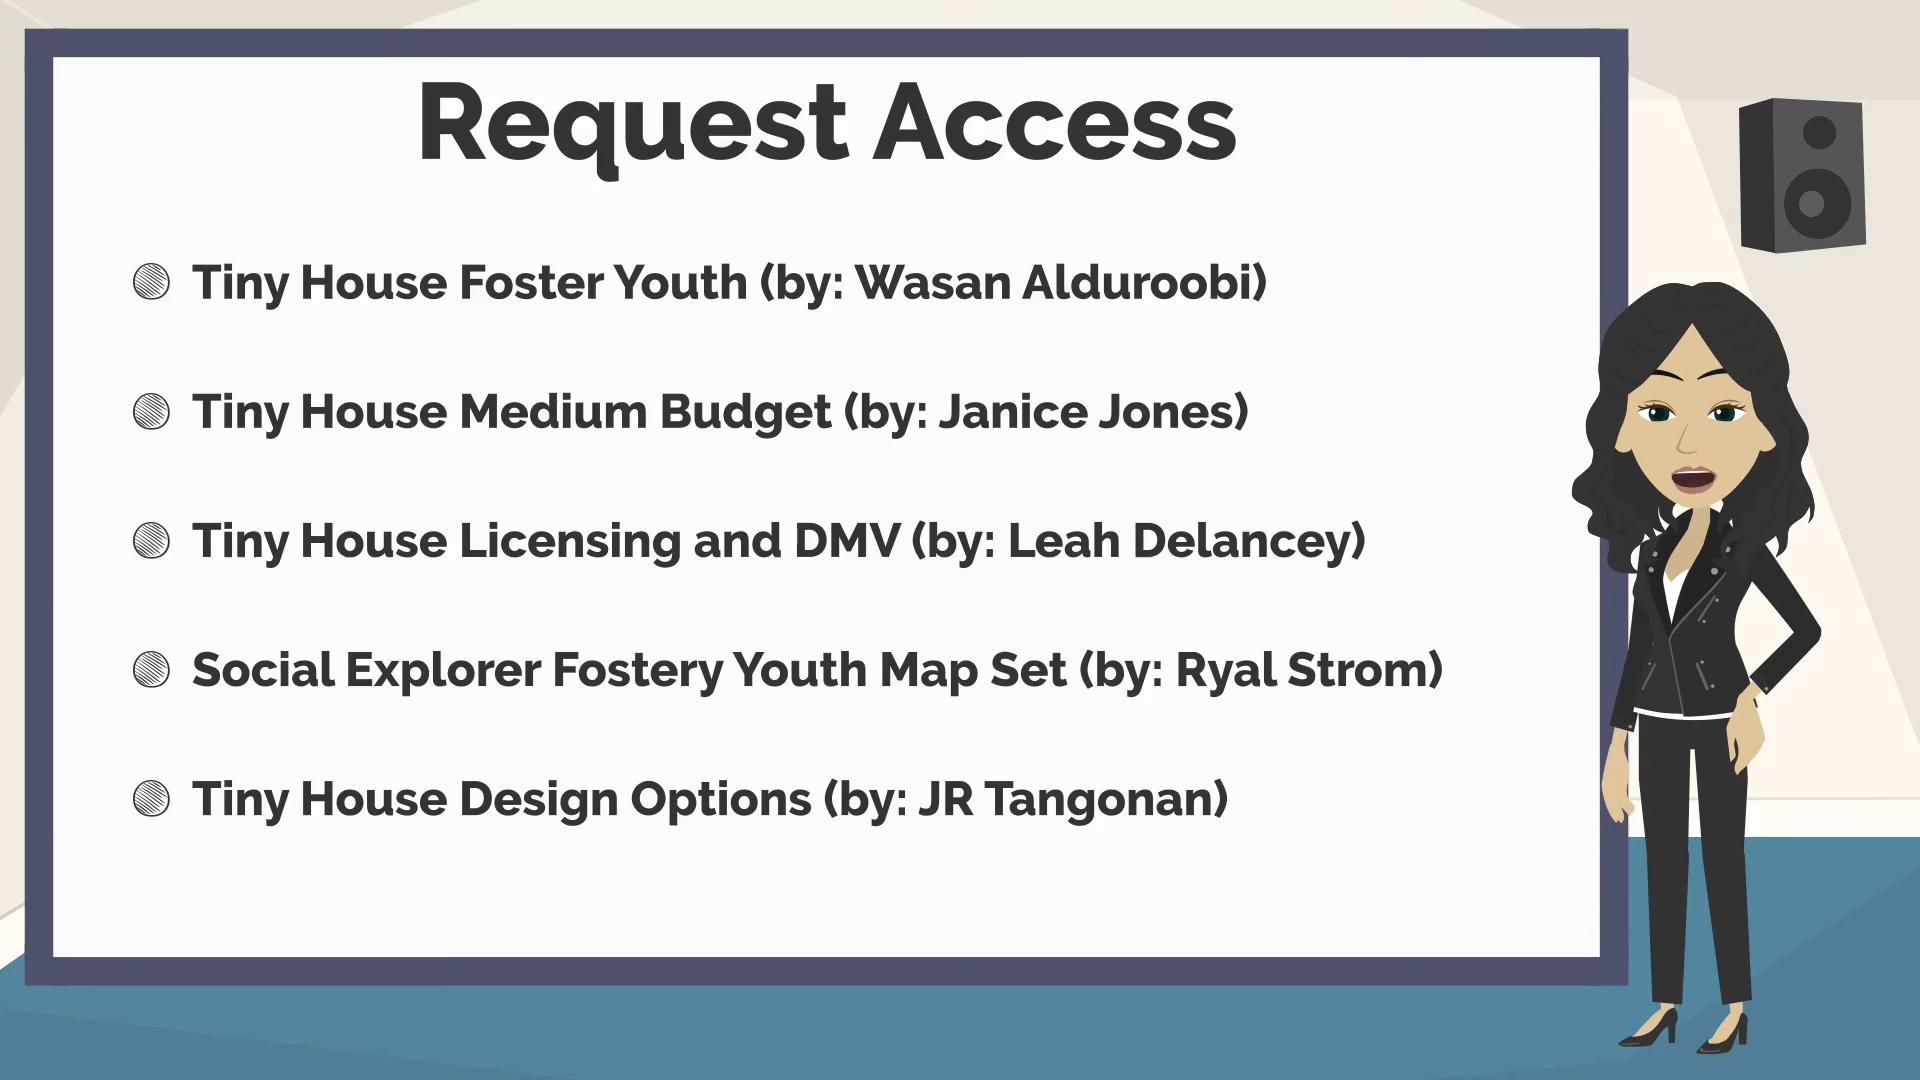 Request Access
Tiny House Foster Youth (by: Wasan Alduroobi)
Tiny House Medium Budget (by: Janice Jones)
Tiny House Licensing and DMV (by: Leah Delancey)
Social Explorer Fostery Youth Map Set (by: Ryal Strom)
Tiny House Design Options (by: JR Tangonan)